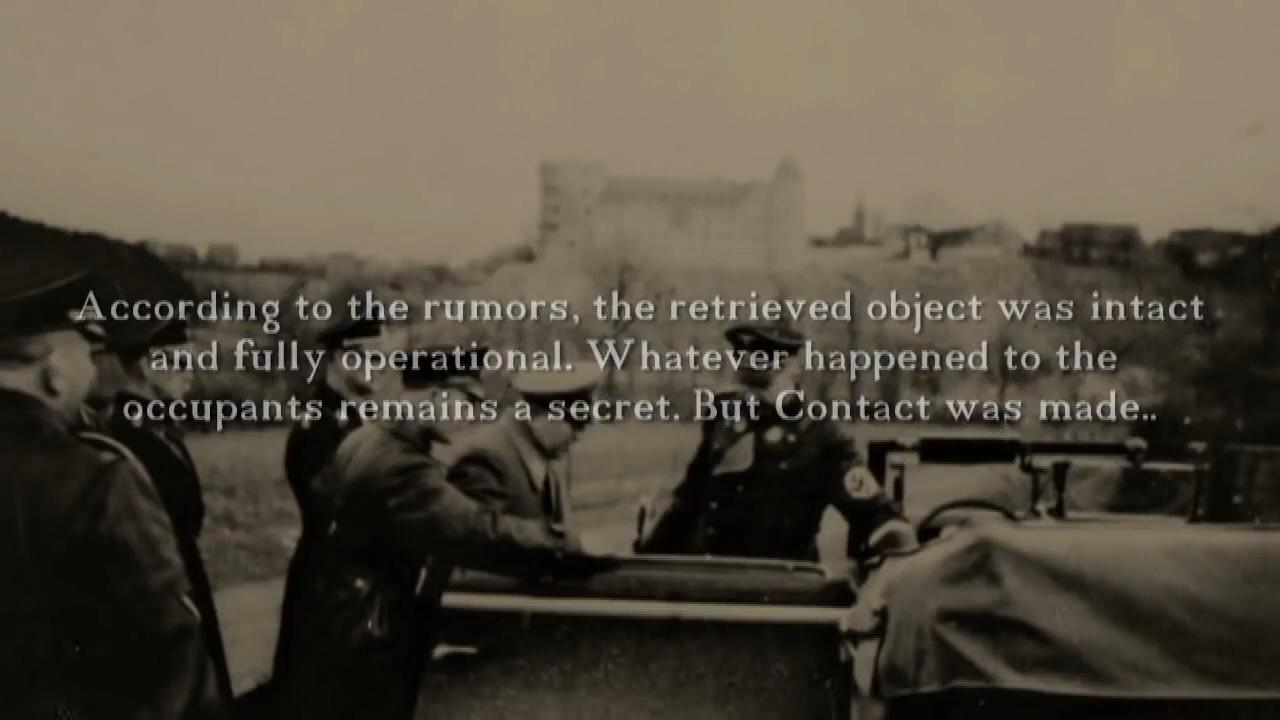 According to the rumors, the retrieved object was intact
and fully operational. Whatever happened to the
occupants remains a secret. But Contact was made..